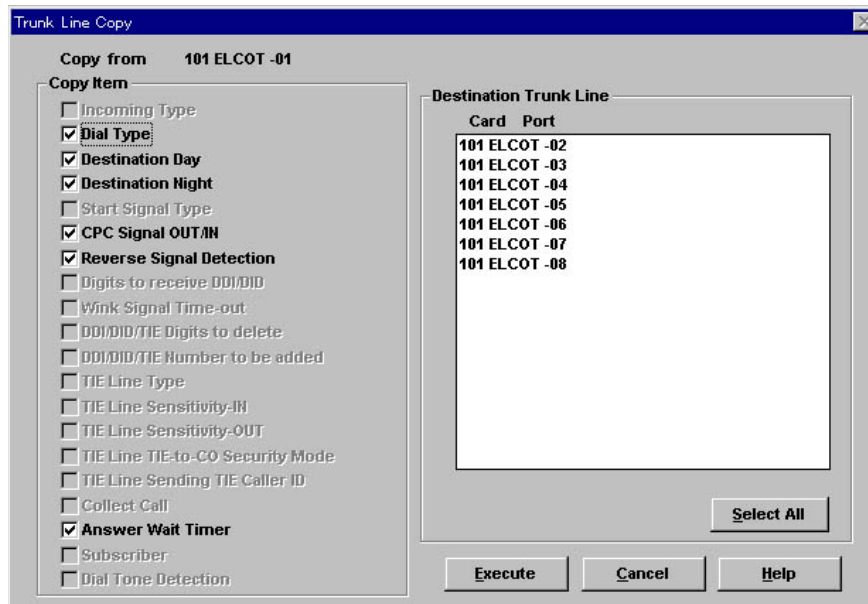 Trunk Line Copy
Copy from 101 ELCOT -01
Copy Item
Incoming Type
Dial Type
Destination Day
Destination Night
Start Signal Type
CPC Signal OUT/IN
Reverse Signal Detection
Digits to receive DDI/DID
Wink Signal Time-out
DDI/DID/TIE Digits to delete
DDI/DID/TIE Number to be added
TIE Line Type
TIE Line Sensitivity-IN
TIE Line Sensitivity-OUT
TIE Line TIE-to-CO Security Mode
TIE Line Sending TIE Caller ID
Collect Call
Answer Wait Timer
Subscriber
Dial Tone Detection
Destination Trunk Line
Card Port
101 ELCOT -02
101 ELCOT -03
101 ELCOT -04
101 ELCOT -05
101 ELCOT -06
101 ELCOT -07
101 ELCOT -08
Select All
Execute Cancel Help